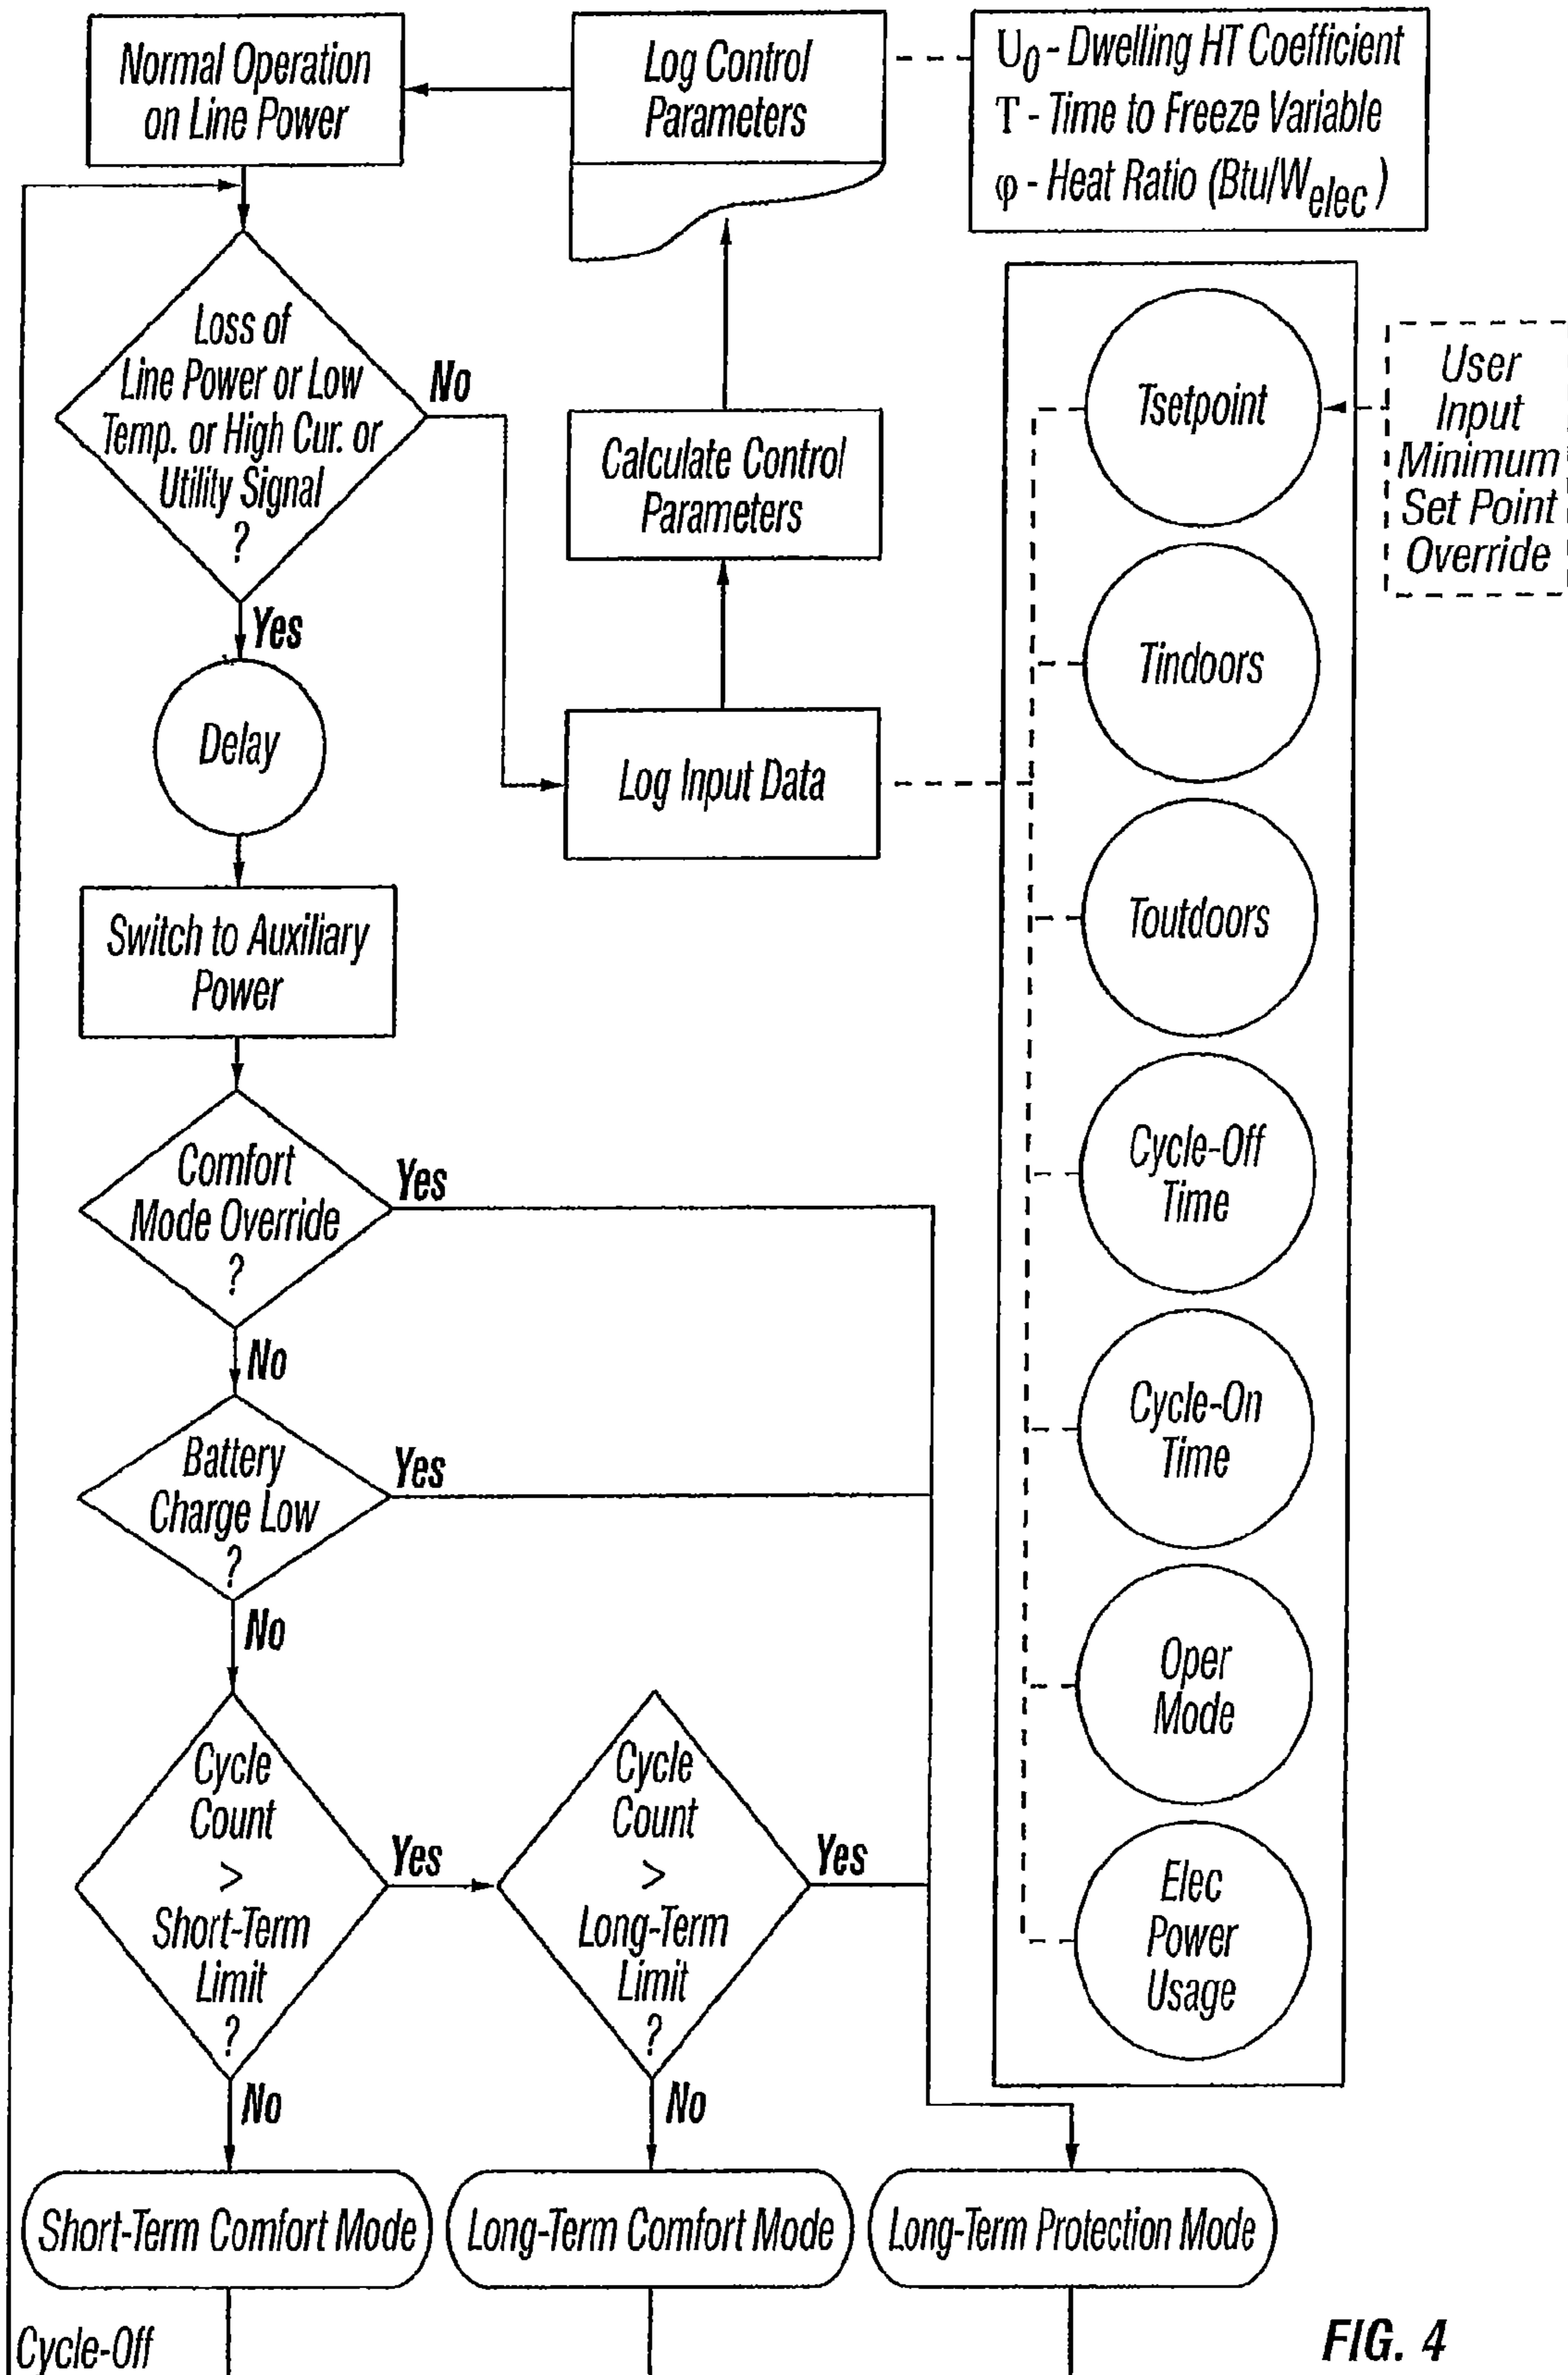 Normal Operation
on Line Power
Log Control
Parameters
U0 - Dwelling HT Coefficient
T - Time to Freeze Variable
φ - Heat Ratio (Btu/Welec)
Loss of
Line Power or Low
Temp. or High Cur. or
Utility Signal
?
No
Yes
Calculate Control
Parameters
Tsetpoint
User
Input
Minimum
Set Point
Override
Tindoors
Delay
Log Input Data
Toutdoors
Switch to Auxiliary
Power
Comfort
Mode Override
?
Yes
No
Cycle-Off
Time
Cycle-On
Time
Battery
Charge Low
?
Yes
No
Oper
Mode
Cycle
Count
>
Short-Term
Limit
?
Yes
No
Cycle
Count
>
Long-Term
Limit
?
Yes
No
Elec
Power
Usage
Short-Term Comfort Mode
Long-Term Comfort Mode
Long-Term Protection Mode
Cycle-Off
FIG. 4